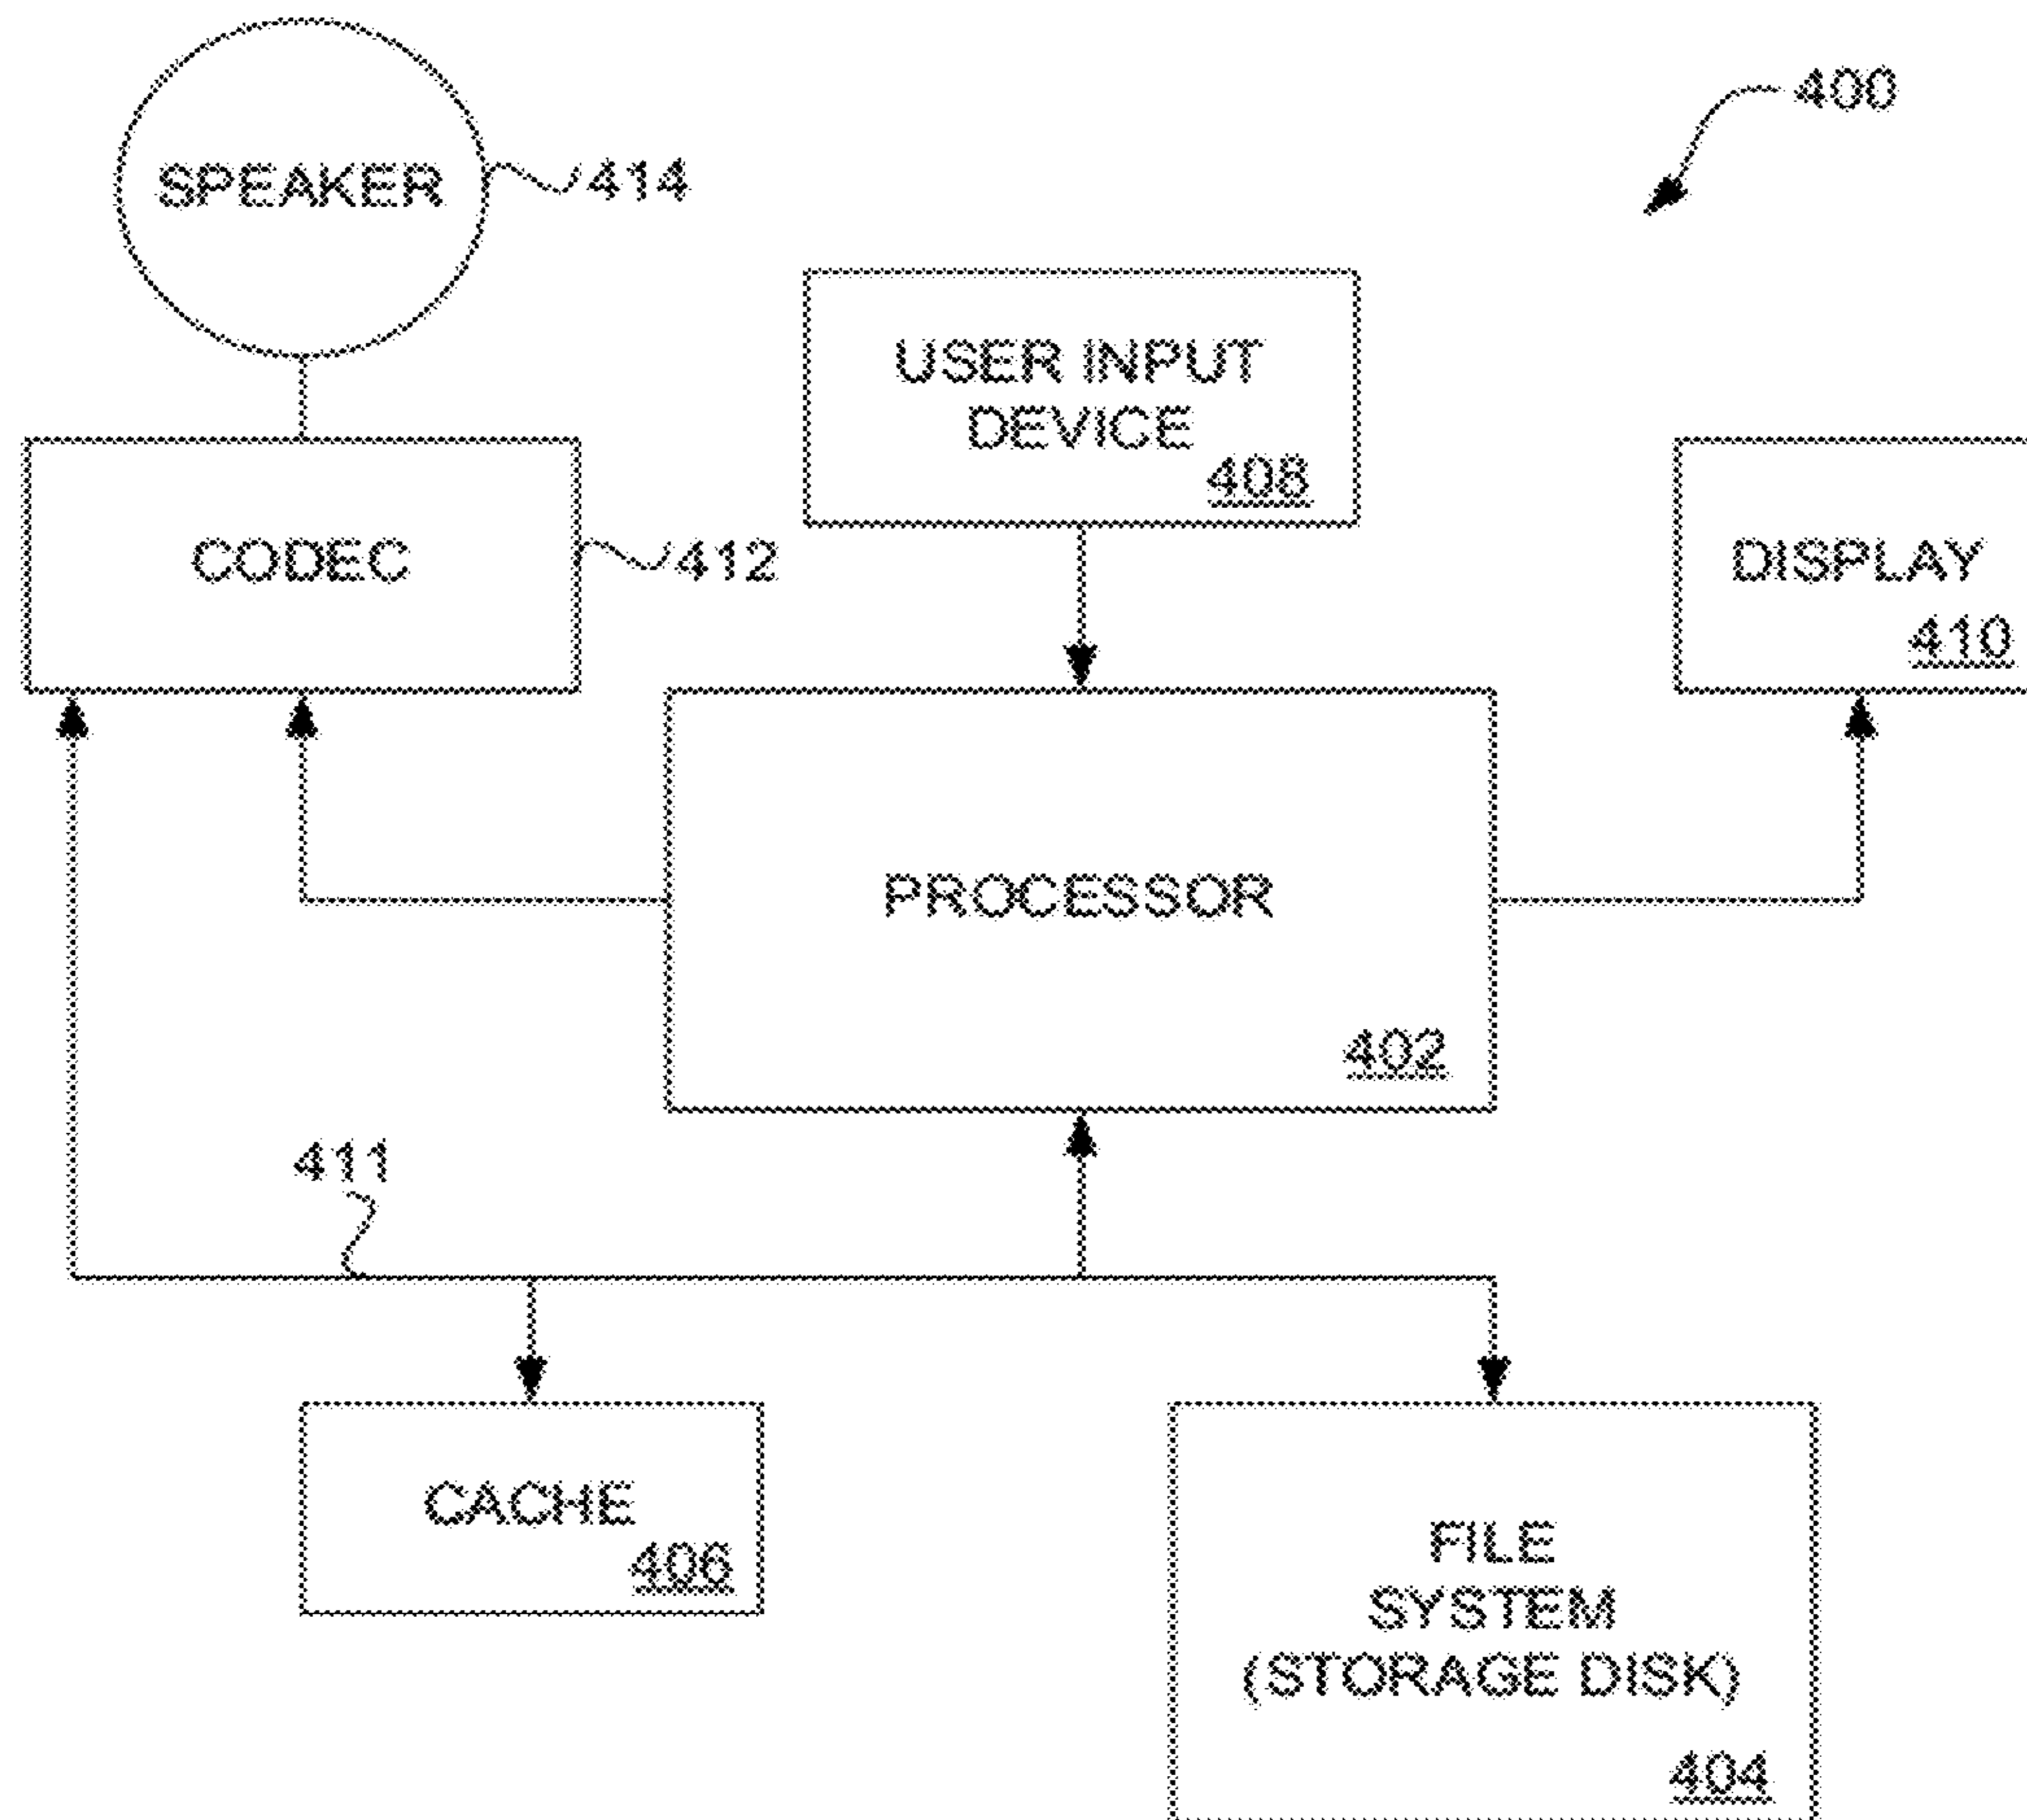 400
SPEAKER
414
USER INPUT
DEVICE
408
CODEC
412
DISPLAY
410
PROCESSOR
402
411
CACHE
406
FILE
SYSTEM
(STORAGE DISK)
404